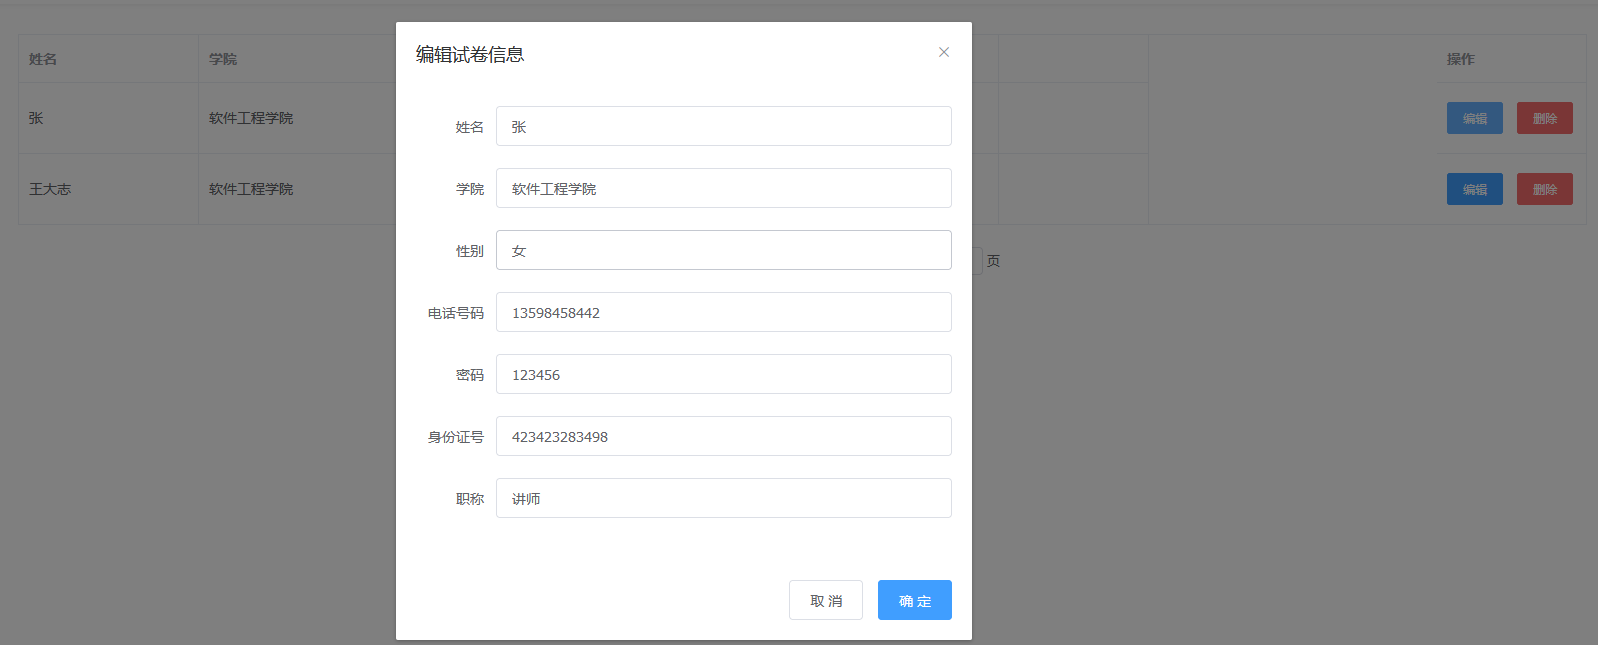 编辑试卷信息
姓名 学院 操作
姓名 张
张 软件工程学院 编辑 删除
学院 软件工程学院
王大志 软件工程学院 编辑 删除
性别 女
页
电话号码 13598458442
密码 123456
身份证号 423423283498
职称 讲师
取消 确定